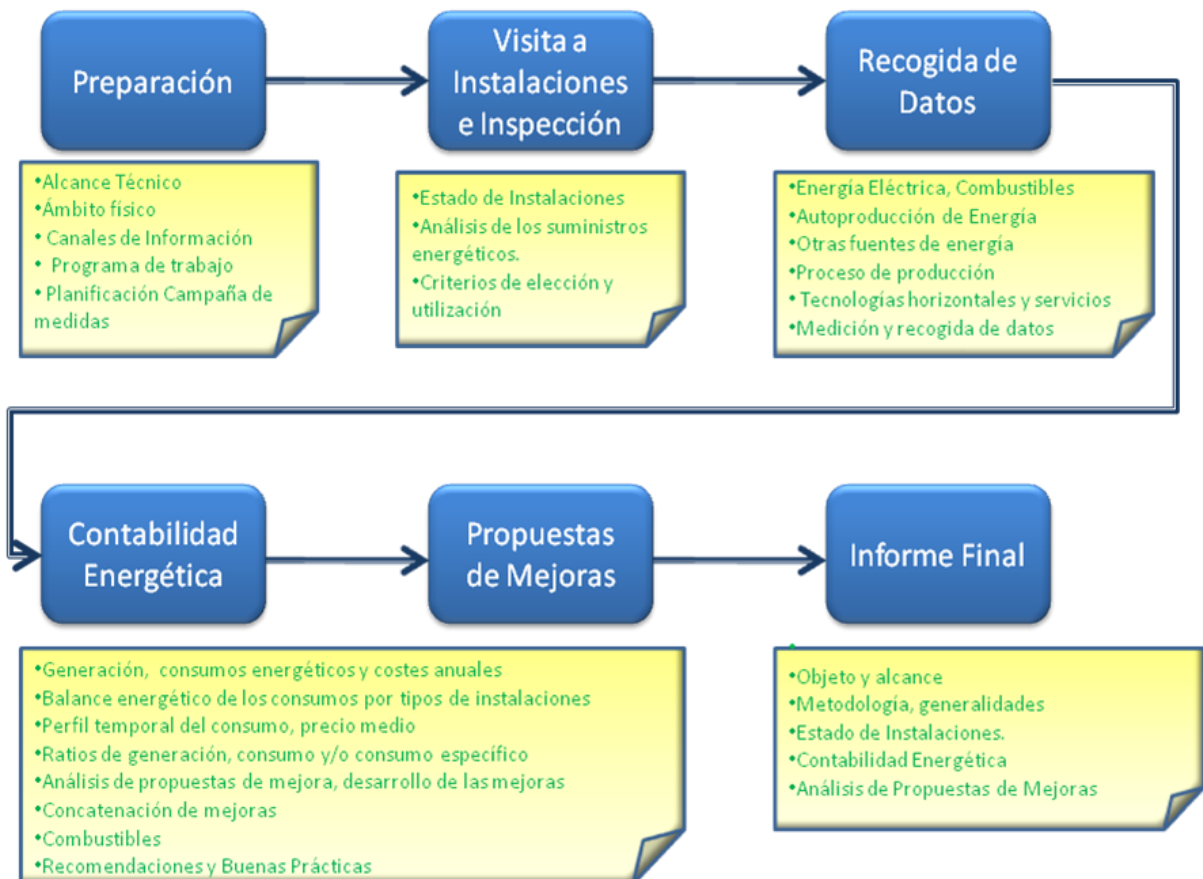 Preparación
Visita a
Instalaciones
e Inspección
Recogida de
Datos
•Alcance Técnico
•Ámbito físico
• Canales de Información
• Programa de trabajo
• Planificación Campaña de
medidas
•Estado de Instalaciones
•Análisis de los suministros
energéticos.
•Criterios de elección y
utilización
•Energía Eléctrica, Combustibles
•Autoproducción de Energía
•Otras fuentes de energía
•Proceso de producción
•Tecnologías horizontales y servicios
•Medición y recogida de datos
Contabilidad
Energética
Propuestas
de Mejoras
Informe Final
•Generación, consumos energéticos y costes anuales
•Balance energético de los consumos por tipos de instalaciones
•Perfil temporal del consumo, precio medio
•Ratios de generación, consumo y/o consumo específico
•Análisis de propuestas de mejora, desarrollo de las mejoras
•Concatenación de mejoras
•Combustibles
•Recomendaciones y Buenas Prácticas
•
•Objeto y alcance
•Metodología, generalidades
•Estado de Instalaciones.
•Contabilidad Energética
•Análisis de Propuestas de Mejoras